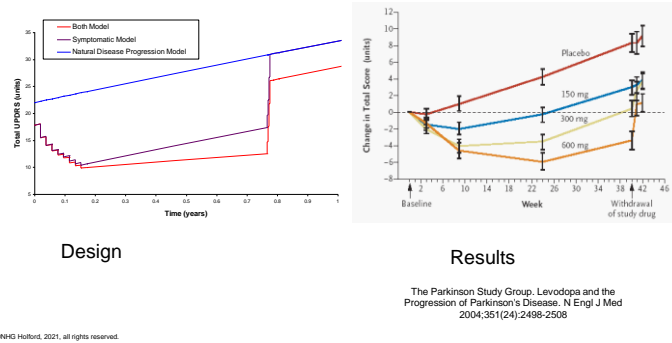 Both Model
Symptomatic Model
Natural Disease Progression Model
Total UPDRS (Units)
35
30
25
20
15
10
5
0
0.1
0.2
0.3
0.4
0.5
0.6
0.7
0.8
0.9
1
Time (years)
Design
Change in Total Score (units)
12
10
8
6
4
2
0
−2
−4
−6
−8
Placebo
150 mg
300 mg
600 mg
2 6 10 14 18 22 26 30 34 38 42 46
Baseline
Week
Withdrawal
of study drug
Results
The Parkinson Study Group. Levodopa and the
Progression of Parkinson's Disease. N Engl J Med
2004;351(24):2498-2508
NHG Holford, 2021, all rights reserved.